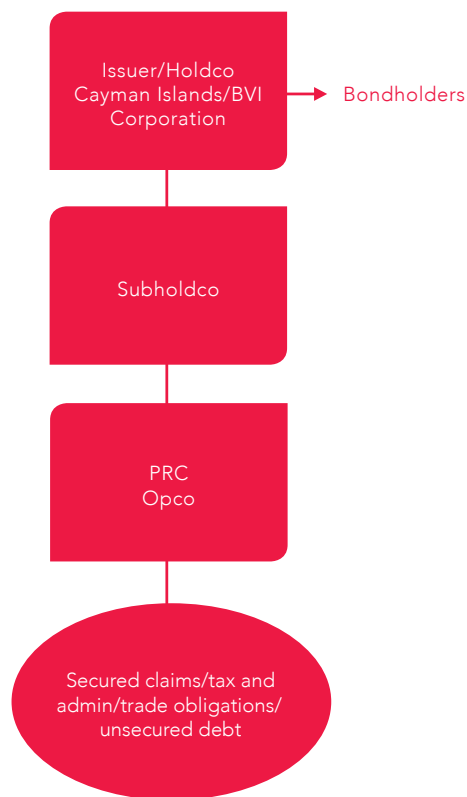 Issuer/Holdco
Cayman Islands/BVI
Corporation
Bondholders
Subholdco
PRC
Opco
Secured claims/tax and
admin/trade obligations/
unsecured debt